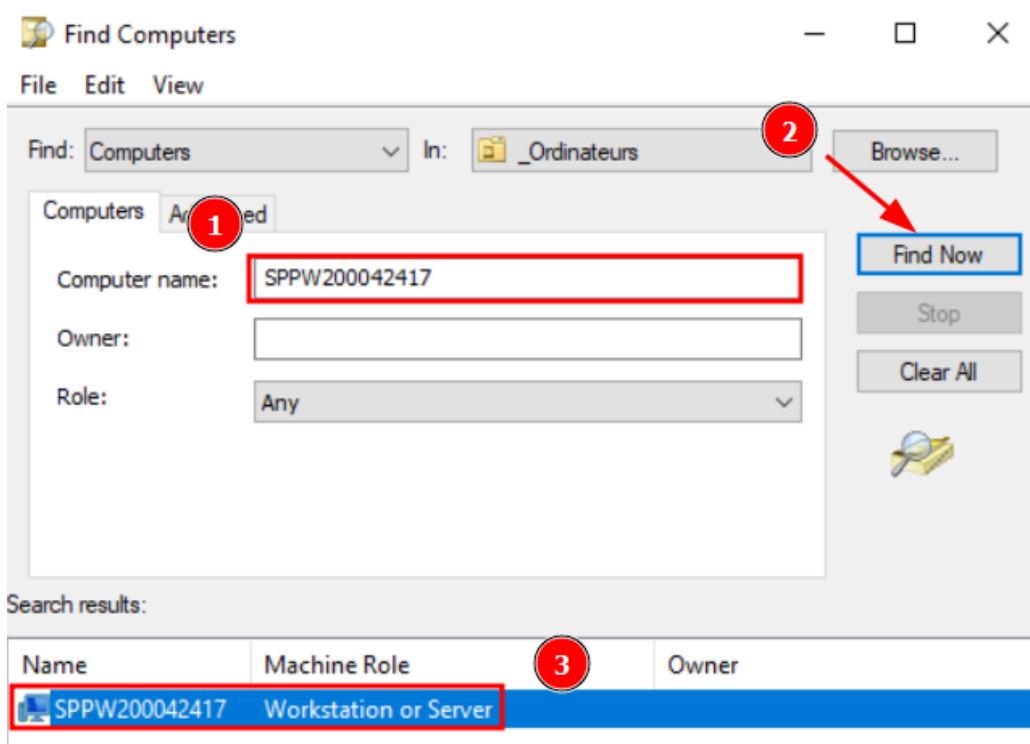 Find Computers
File Edit View
Find: Computers In: _Ordinateurs 2 Browse...
Computers A 1 ed
Computer name: SPPW200042417 Find Now
Owner: Stop
Role: Any Clear All
Search results:
Name Machine Role 3 Owner
SPPW200042417 Workstation or Server